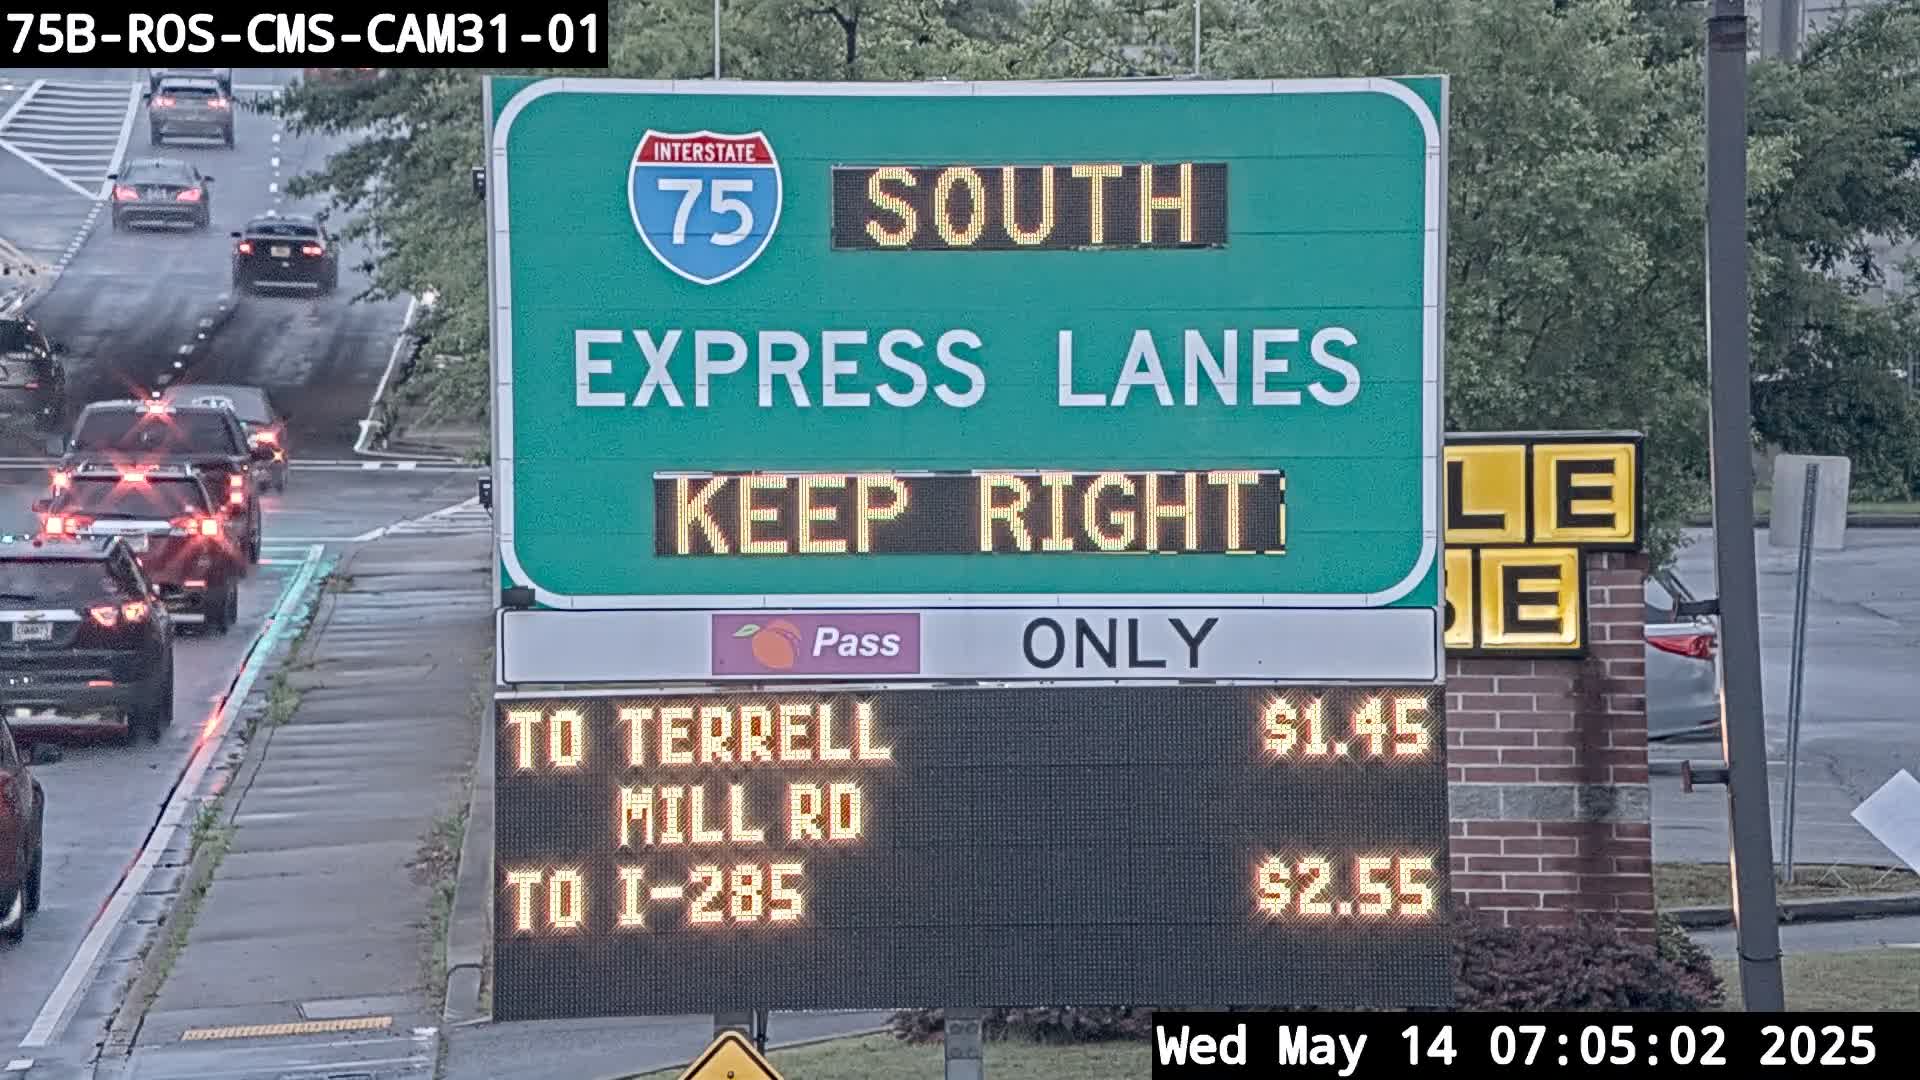 75B-ROS-CMS-CAM31-01
INTERSTATE
75
SOUTH
EXPRESS LANES
KEEP RIGHT
Pass ONLY
TO TERRELL $1.45
MILL RD
TO I-285 $2.55
LE
E
Wed May 14 07:05:02 2025